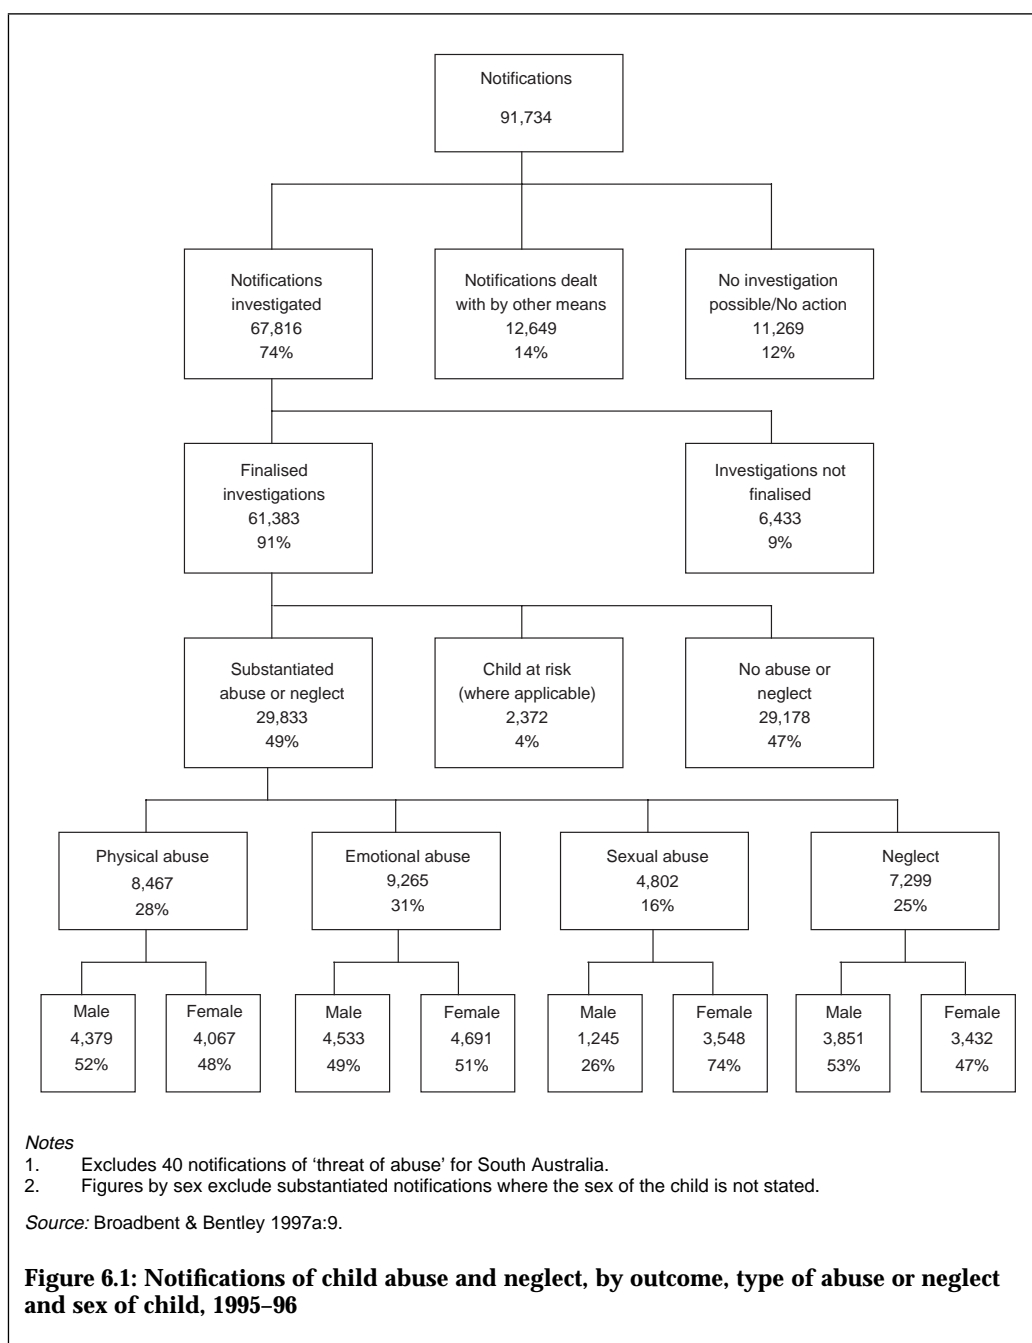 Notifications
91,734
Notifications
investigated
67,816
74%
Notifications dealt
with by other means
12,649
14%
No investigation
possible/No action
11,269
12%
Finalised
investigations
61,383
91%
Investigations not
finalised
6,433
9%
Substantiated
abuse or neglect
29,833
49%
Child at risk
(where applicable)
2,372
4%
No abuse or
neglect
29,178
47%
Physical abuse
8,467
28%
Emotional abuse
9,265
31%
Sexual abuse
4,802
16%
Neglect
7,299
25%
Male
4,379
52%
Female
4,067
48%
Male
4,533
49%
Female
4,691
51%
Male
1,245
26%
Female
3,548
74%
Male
3,851
53%
Female
3,432
47%
Notes
1. Excludes 40 notifications of ‘threat of abuse’ for South Australia.
2. Figures by sex exclude substantiated notifications where the sex of the child is not stated.
Source: Broadbent & Bentley 1997a:9.
Figure 6.1: Notifications of child abuse and neglect, by outcome, type of abuse or neglect
and sex of child, 1995–96